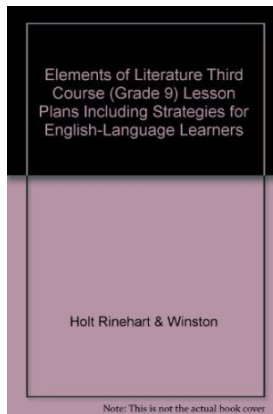 Elements of Literature Third
Course (Grade 9) Lesson
Plans Including Strategies for
English-Language Learners
Holt Rinehart & Winston
Note: This is not the actual book cover